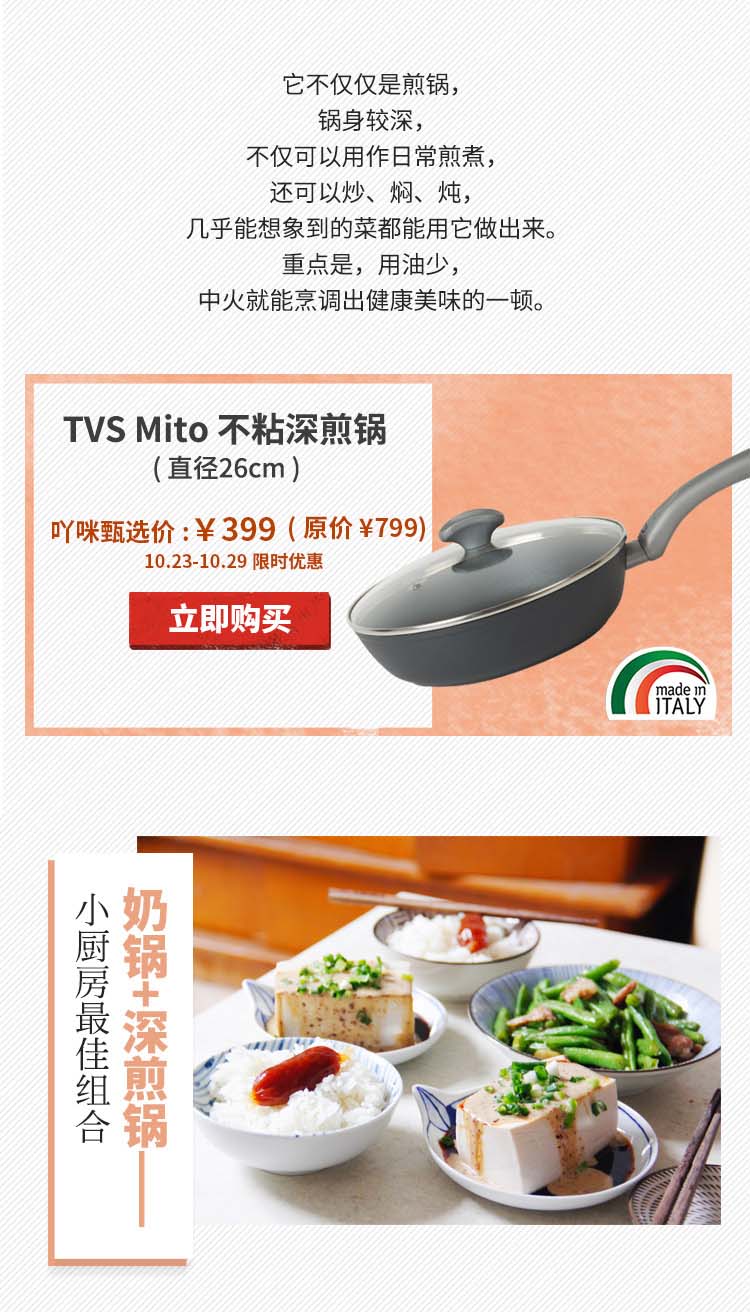 它不仅仅是煎锅，
锅身较深，
不仅可以用作日常煎煮，
还可以炒、焖、炖，
几乎能想象到的菜都能用它做出来。
重点是，用油少，
中火就能烹调出健康美味的一顿。
TVS Mito 不粘深煎锅
( 直径26cm )
吖咪甄选价 : ¥ 399 ( 原价 ¥799)
10.23-10.29 限时优惠
立即购买
made in
ITALY
奶锅+深煎锅——
小厨房最佳组合